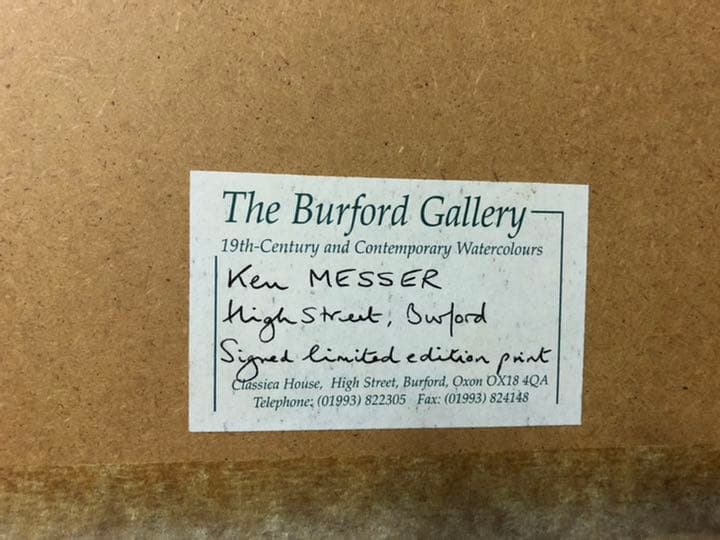 The Burford Gallery
19th-Century and Contemporary Watercolours
Ken MESSER
High Street, Burford
Signed limited edition print
Classica House, High Street, Burford, Oxon OX18 4QA
Telephone: (01993) 822305 Fax: (01993) 824148